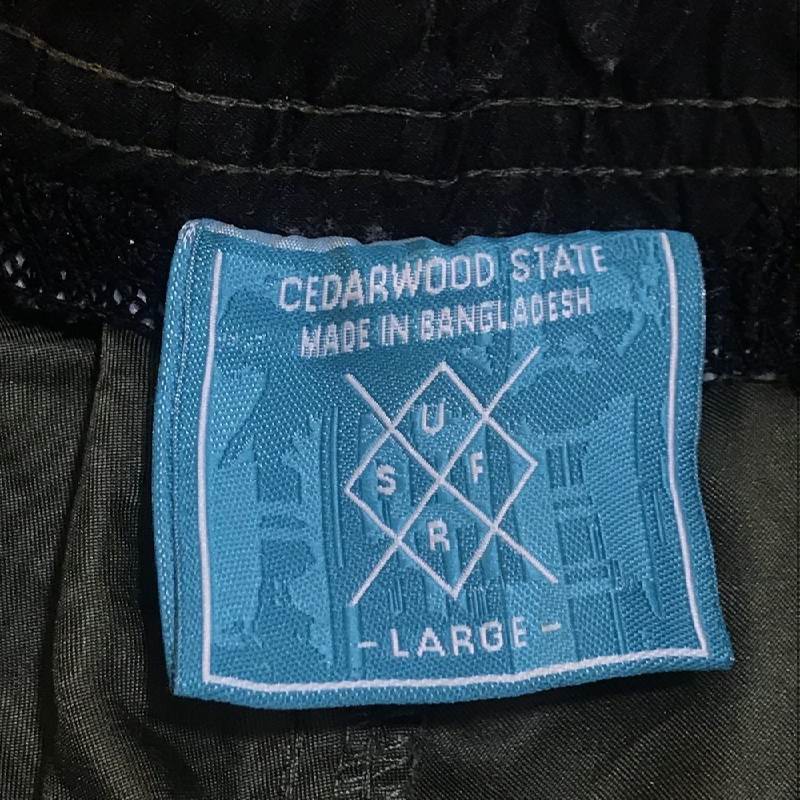 CEDARWOOD STATE
MADE IN BANGLADESH
U
S F
R
- LARGE -